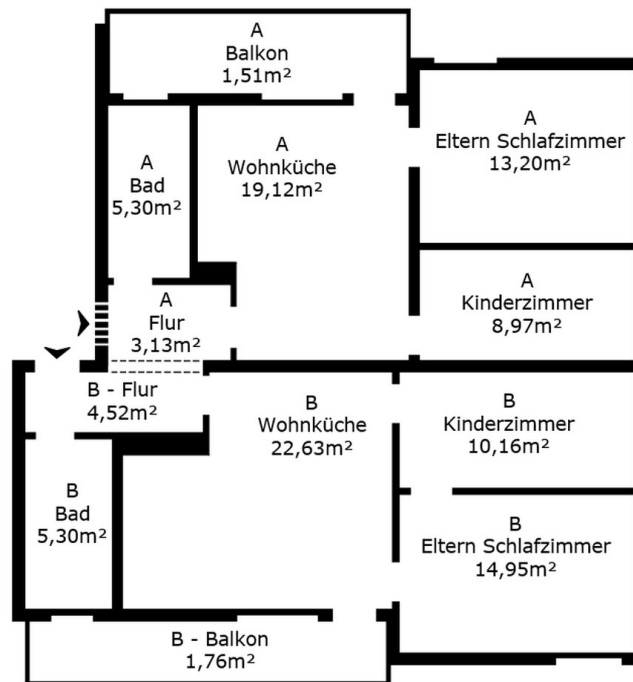 A
Balkon
1,51m²
A
Eltern Schlafzimmer
13,20m²
A
Wohnküche
19,12m²
A
Bad
5,30m²
A
Kinderzimmer
8,97m²
A
Flur
3,13m²
B - Flur
4,52m²
B
Wohnküche
22,63m²
B
Kinderzimmer
10,16m²
B
Bad
5,30m²
B
Eltern Schlafzimmer
14,95m²
B - Balkon
1,76m²